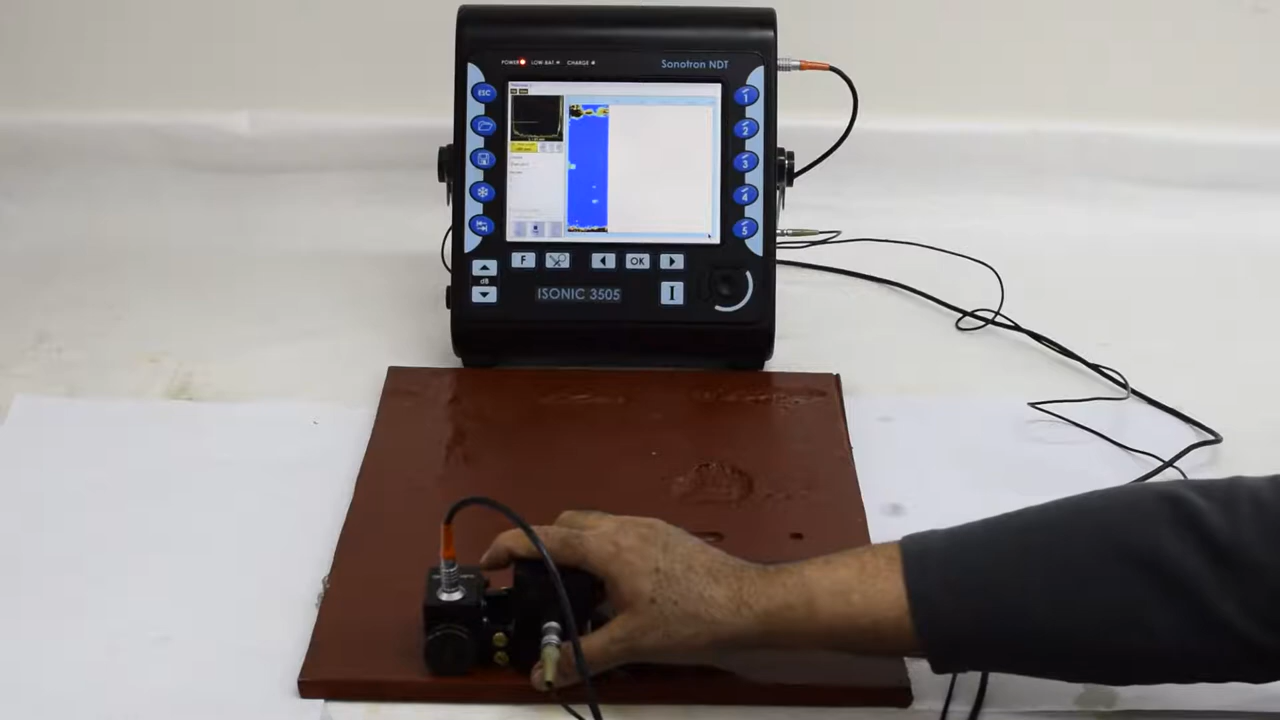 POWER LOW BAT. CHARGE
Sonotron NDT
ESC
1
2
3
4
5
F
OK
dB
ISONIC 3505
I